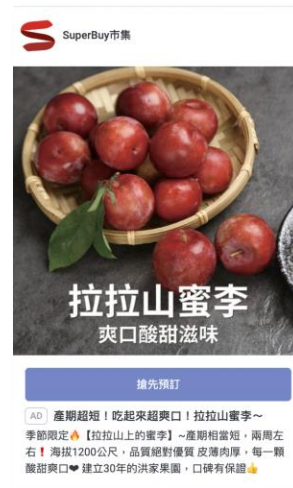 SuperBuy市集
拉拉山蜜李
爽口酸甜滋味
搶先預訂
AD 產期超短！吃起來超爽口！拉拉山蜜李～
季節限定🔥【拉拉山上的蜜李】~產期相當短，兩周左
右❗海拔1200公尺，品質絕對優質 皮薄肉厚，每一顆
酸甜爽口❤ 建立30年的洪家果園，口碑有保證👍